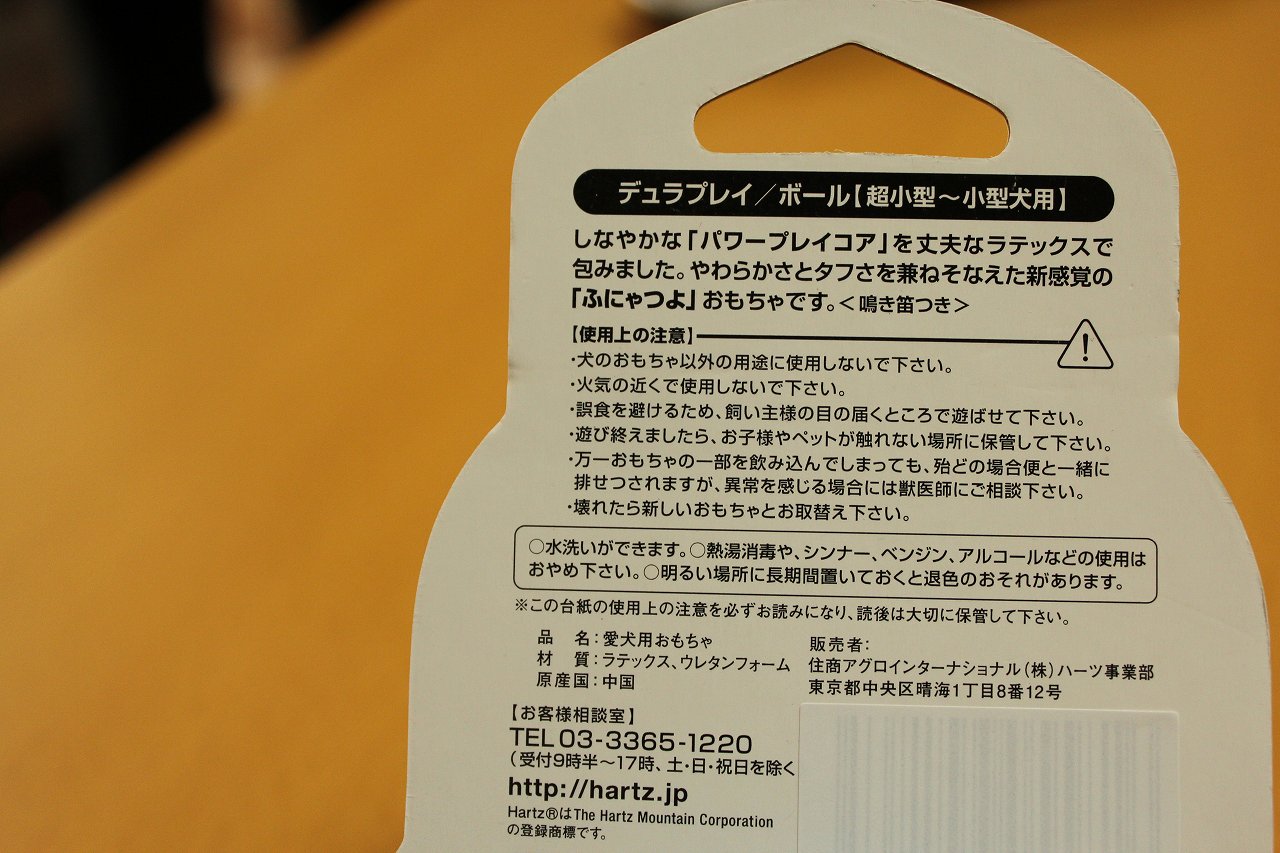 デュラプレイ／ボール【超小型～小型犬用】
しなやかな「パワープレイコア」を丈夫なラテックスで
包みました。やわらかさとタフさを兼ねそなえた新感覚の
「ふにゃつよ」おもちゃです。＜鳴き笛つき＞
【使用上の注意】
・犬のおもちゃ以外の用途に使用しないで下さい。
・火気の近くで使用しないで下さい。
・誤食を避けるため、飼い主様の目の届くところで遊ばせて下さい。
・遊び終えましたら、お子様やペットが触れない場所に保管して下さい。
・万一おもちゃの一部を飲み込んでしまっても、殆どの場合便と一緒に
排せつされますが、異常を感じる場合には獣医師にご相談下さい。
・壊れたら新しいおもちゃとお取替え下さい。
○水洗いができます。○熱湯消毒や、シンナー、ベンジン、アルコールなどの使用は
おやめ下さい。○明るい場所に長期間置いておくと退色のおそれがあります。
※この台紙の使用上の注意を必ずお読みになり、読後は大切に保管して下さい。
品　名：愛犬用おもちゃ
材　質：ラテックス、ウレタンフォーム
原産国：中国
販売者：
住商アグロインターナショナル（株）ハーツ事業部
東京都中央区晴海1丁目8番12号
【お客様相談室】
TEL 03-3365-1220
（受付9時半～17時、土・日・祝日を除く
http://hartz.jp
Hartz®はThe Hartz Mountain Corporation
の登録商標です。